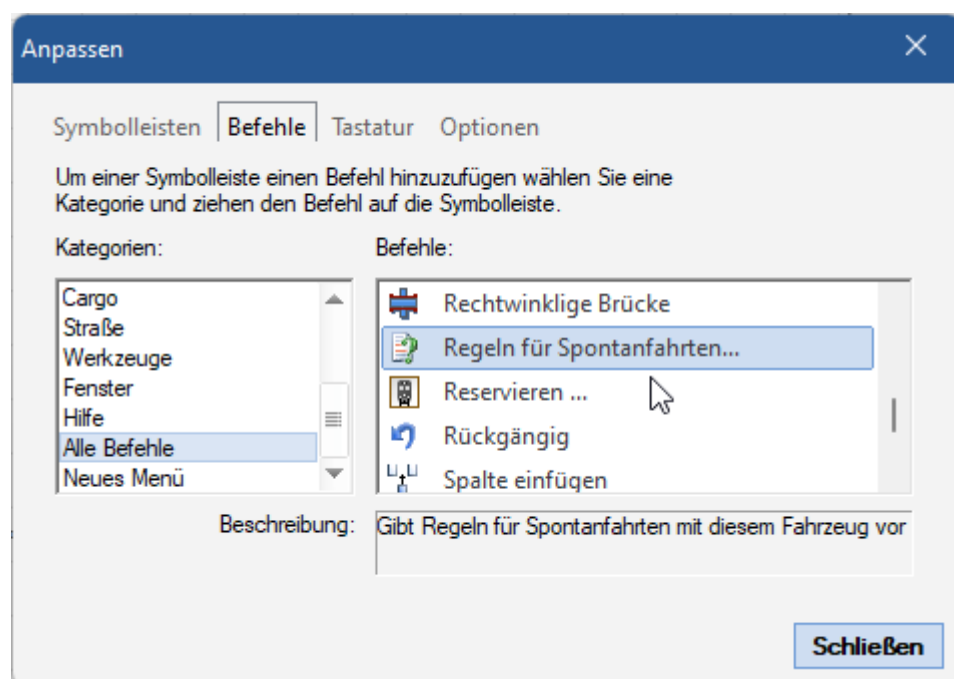 Anpassen
Symbolleisten Befehle Tastatur Optionen
Um einer Symbolleiste einen Befehl hinzuzufügen wählen Sie eine
Kategorie und ziehen den Befehl auf die Symbolleiste.
Kategorien:
Befehle:
Cargo
Straße
Werkzeuge
Fenster
Hilfe
Alle Befehle
Neues Menü
Rechtwinklige Brücke
Regeln für Spontanfahrten...
Reservieren ...
Rückgängig
Spalte einfügen
Beschreibung:
Gibt Regeln für Spontanfahrten mit diesem Fahrzeug vor
Schließen